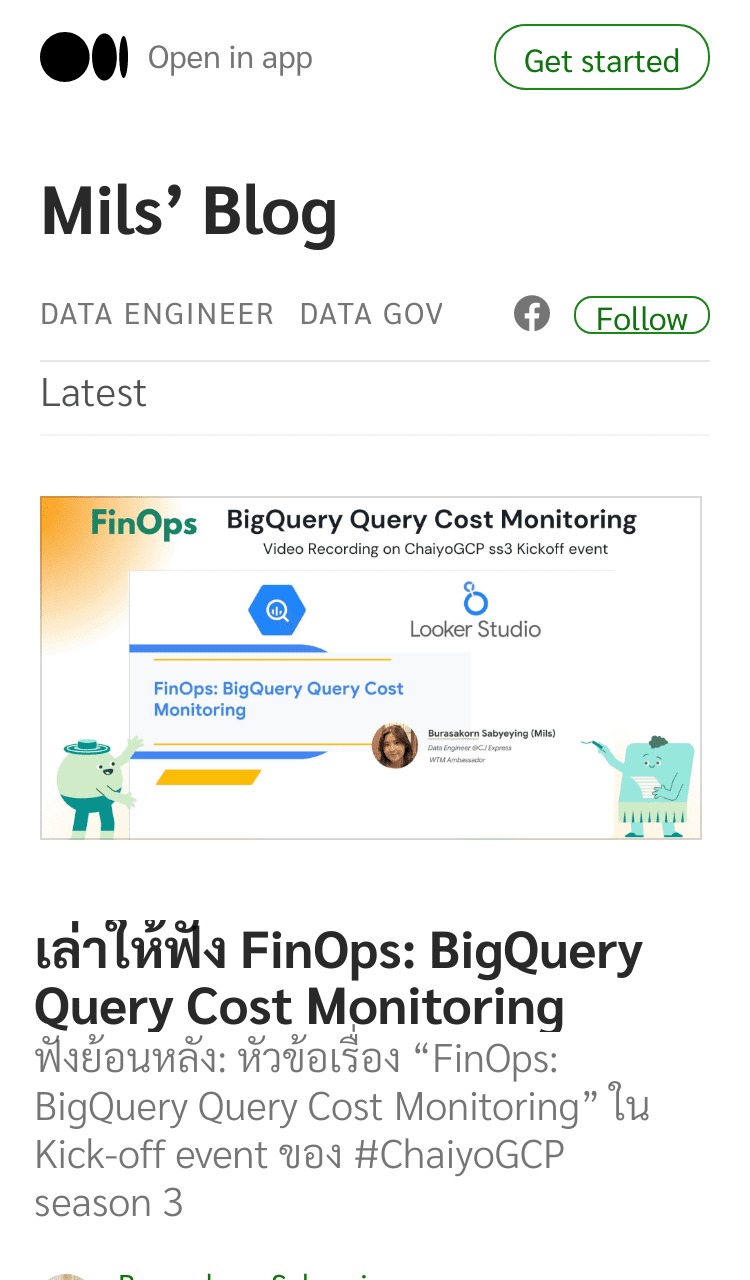 Open in app
Get started
Mils’ Blog
DATA ENGINEER DATA GOV
Follow
Latest
FinOps
BigQuery Query Cost Monitoring
Video Recording on ChaiyoGCP ss3 Kickoff event
Looker Studio
FinOps: BigQuery Query Cost
Monitoring
Burasakorn Sabyeying (Mils)
Data Engineer @CJ Express
WTM Ambassador
เล่าให้ฟัง FinOps: BigQuery
Query Cost Monitoring
ฟังย้อนหลัง: หัวข้อเรื่อง “FinOps:
BigQuery Query Cost Monitoring” ใน
Kick-off event ของ #ChaiyoGCP
season 3